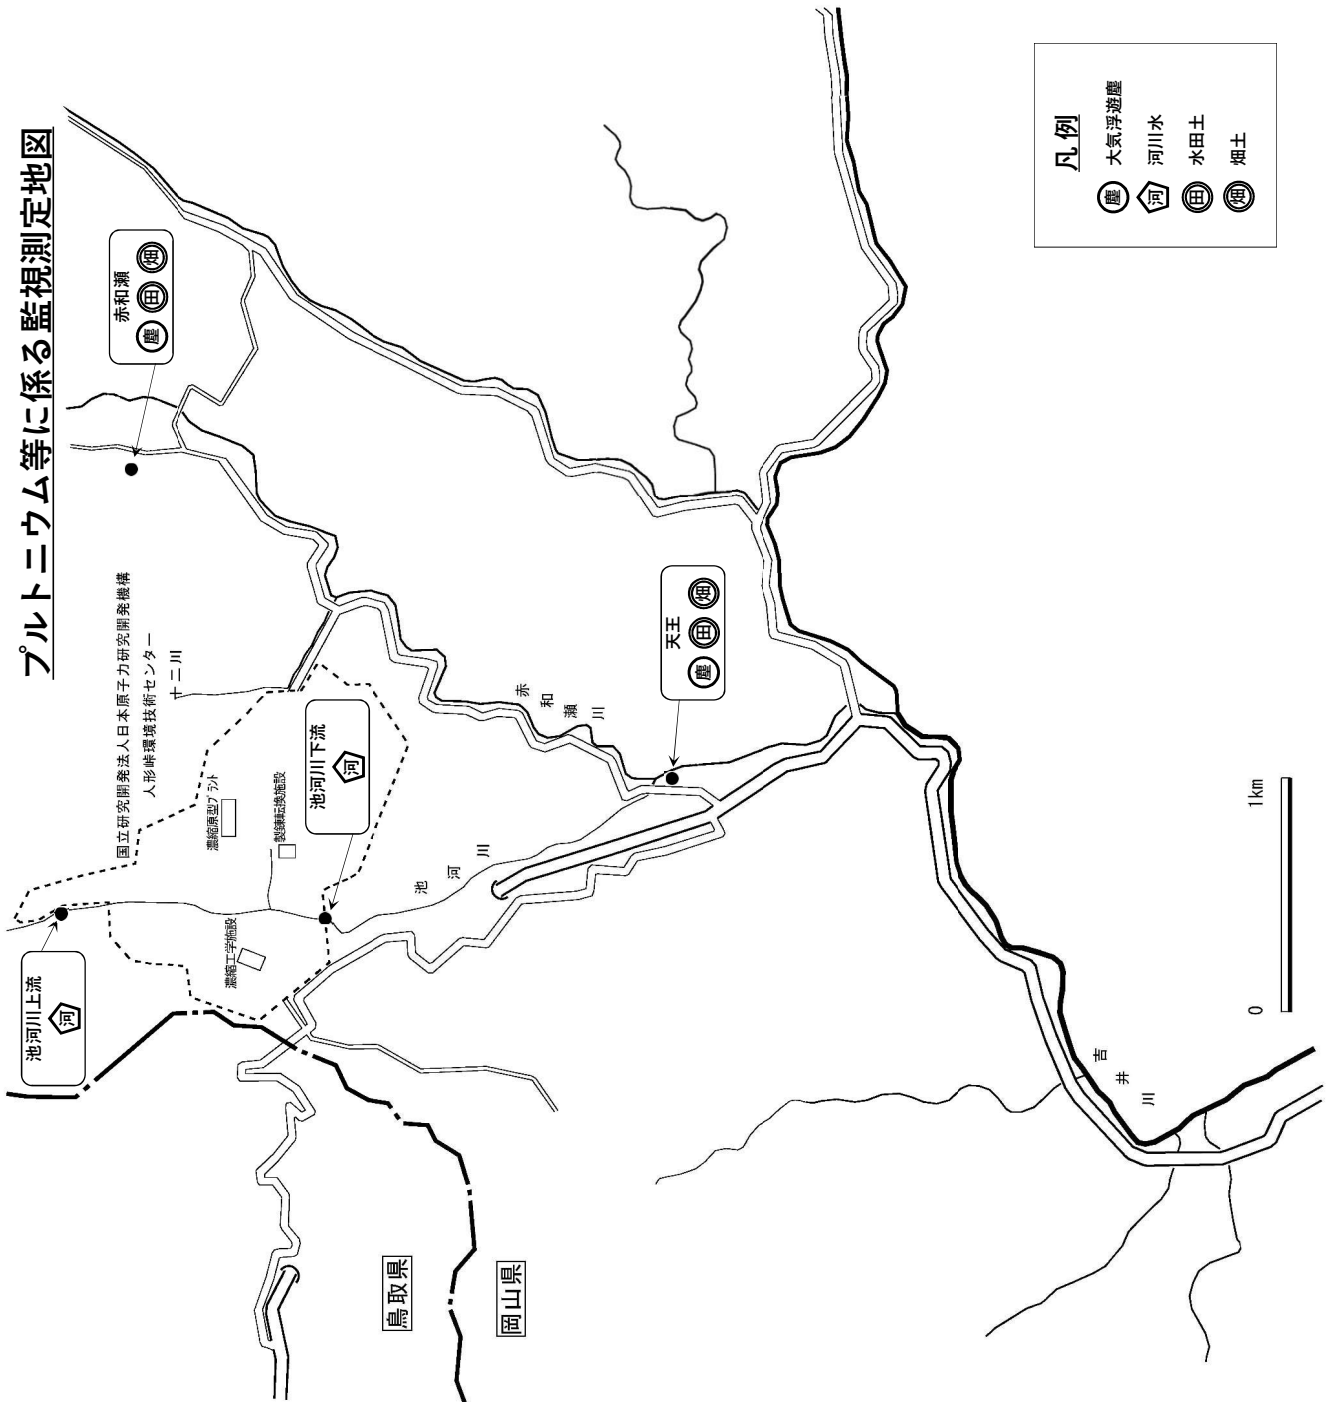 プルトニウム等に係る監視測定地図
凡例
塵 大気浮遊塵
河 河川水
田 水田土
畑 畑土
赤和瀬
塵 田 畑
国立研究開発法人日本原子力研究開発機構
人形峠環境技術センター
十二川
濃縮原型プラント
製錬転換施設
濃縮工学施設
池河川上流
河
池河川下流
河
天王
塵 田 畑
赤和瀬川
池河川
吉井川
鳥取県
岡山県
0 1km